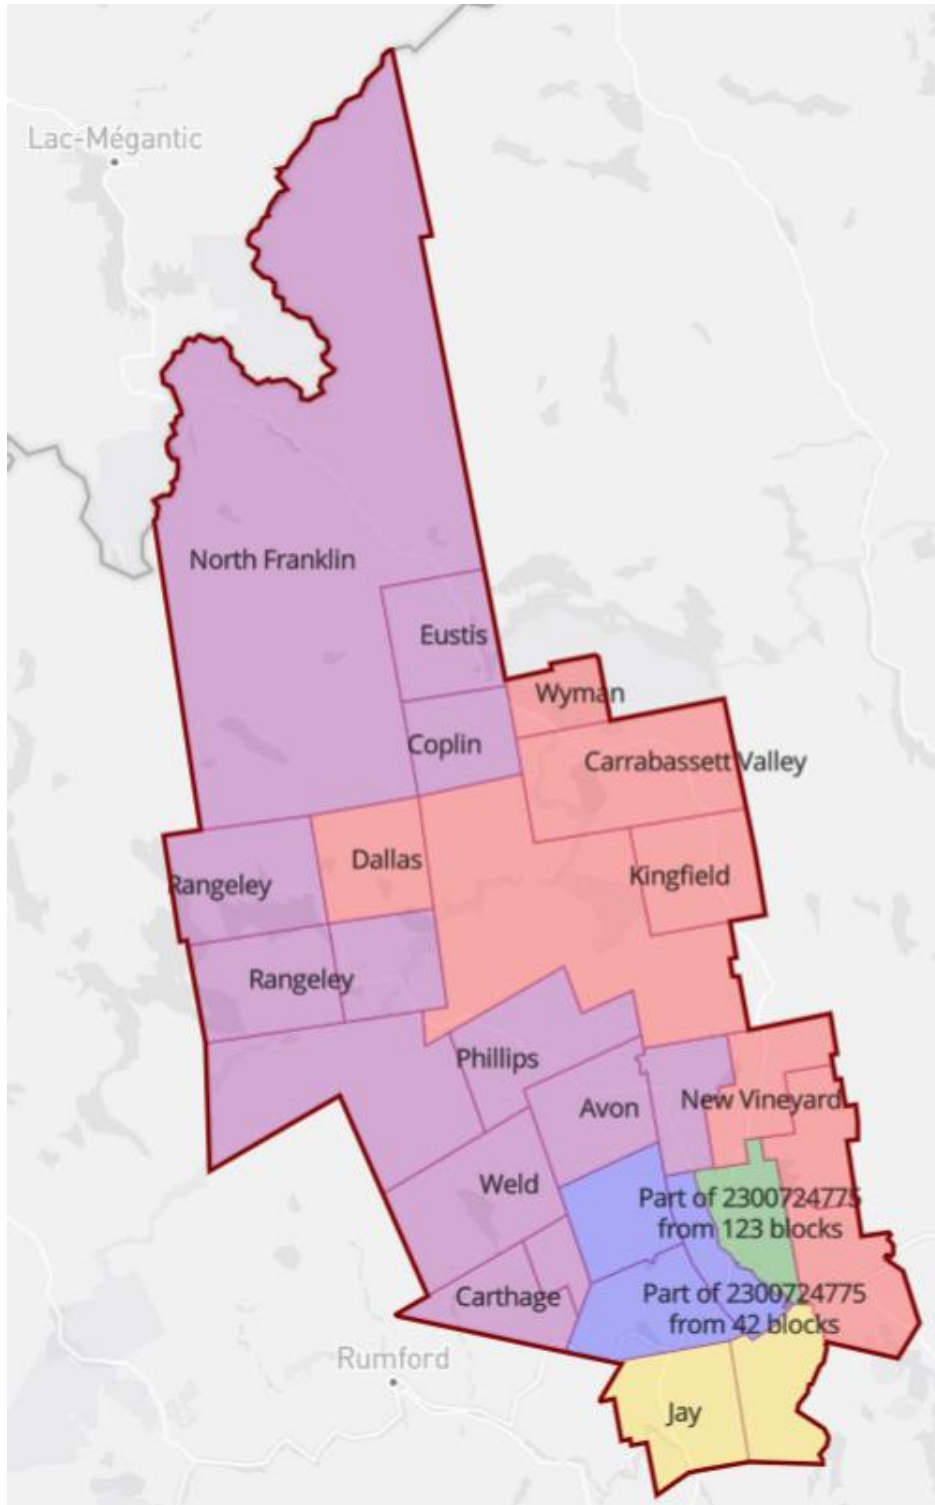 Lac-Mégantic
North Franklin
Eustis
Wyman
Coplin
Carrabassett Valley
Dallas
Kingfield
Rangeley
Rangeley
Phillips
Avon
New Vineyard
Weld
Part of 2300724775
from 123 blocks
Carthage
Part of 2300724775
from 42 blocks
Rumford
Jay